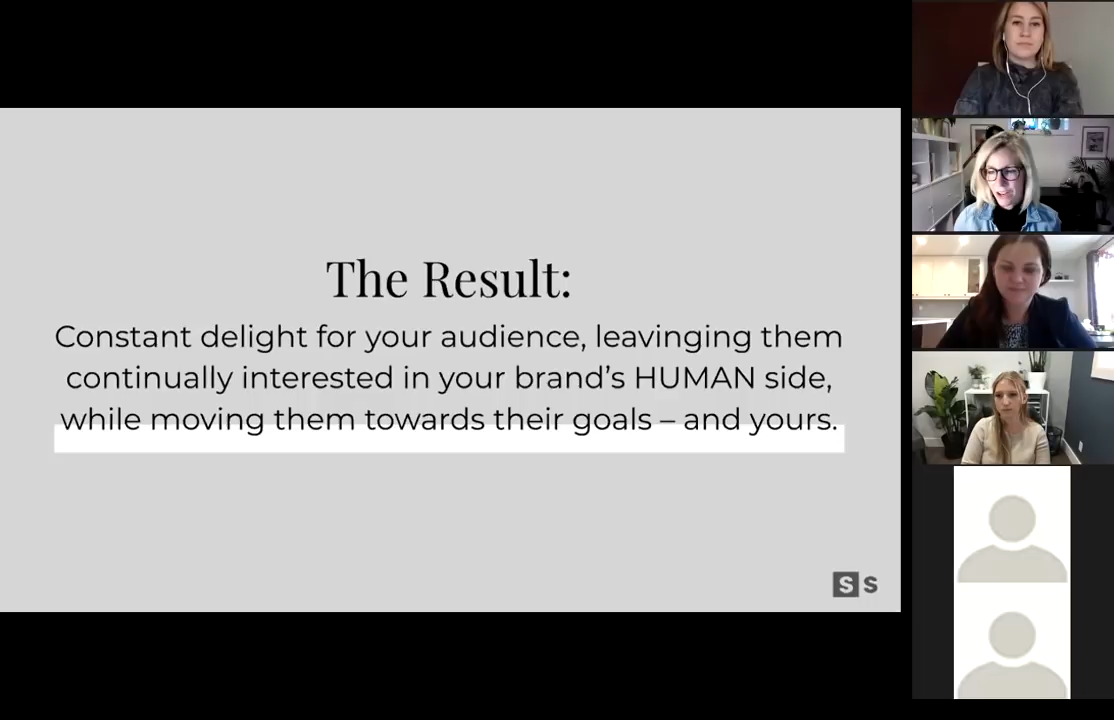 The Result:
Constant delight for your audience, leavinging them
continually interested in your brand’s HUMAN side,
while moving them towards their goals – and yours.
S S